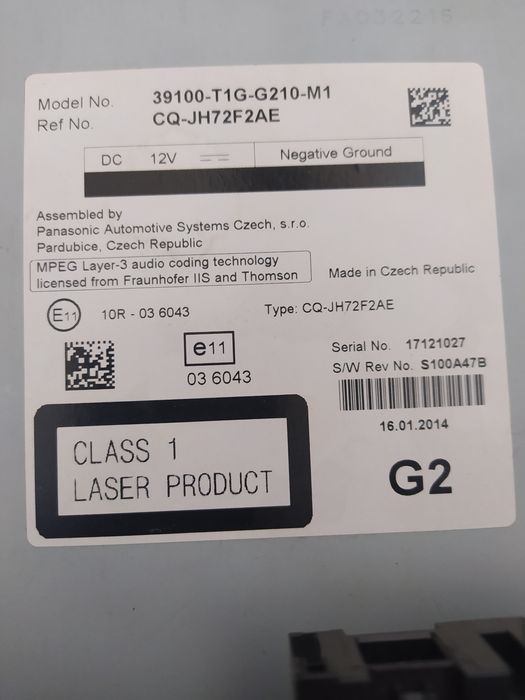 FA032215
Model No. 39100-T1G-G210-M1
Ref No. CQ-JH72F2AE
DC 12V Negative Ground
Assembled by
Panasonic Automotive Systems Czech, s.r.o.
Pardubice, Czech Republic
MPEG Layer-3 audio coding technology
licensed from Fraunhofer IIS and Thomson
Made in Czech Republic
E11 10R - 03 6043
Type: CQ-JH72F2AE
e11
03 6043
Serial No. 17121027
S/W Rev No. S100A47B
16.01.2014
G2
CLASS 1
LASER PRODUCT